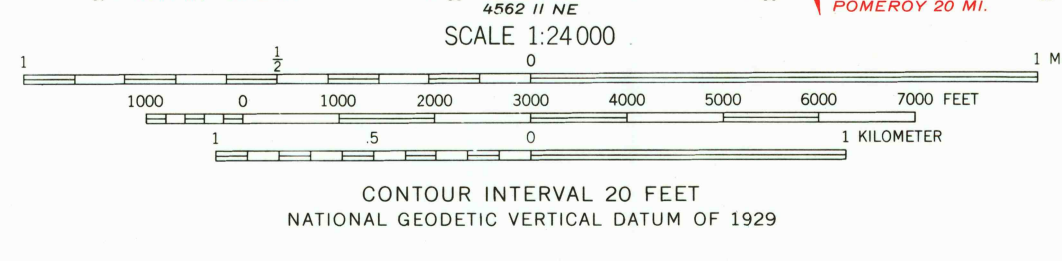 4562 II NE
POMEROY 20 MI.
SCALE 1:24 000
1 1/2 0 1 M
1000 0 1000 2000 3000 4000 5000 6000 7000 FEET
1 .5 0 1 KILOMETER
CONTOUR INTERVAL 20 FEET
NATIONAL GEODETIC VERTICAL DATUM OF 1929